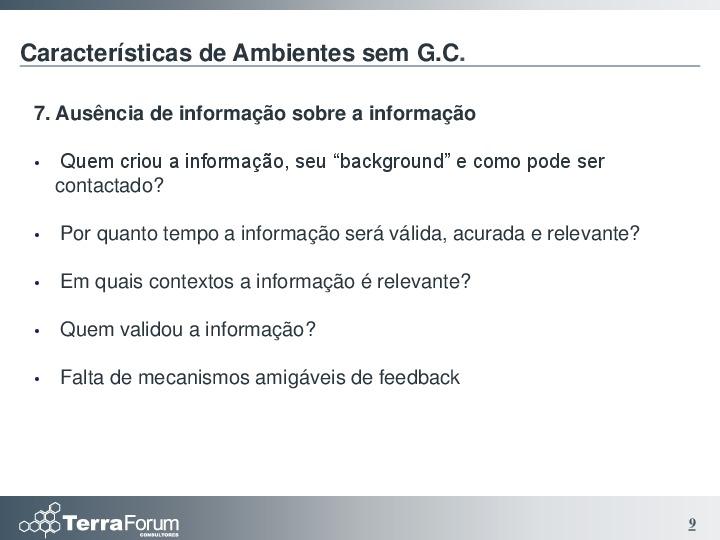 Características de Ambientes sem G.C.
7. Ausência de informação sobre a informação
• Quem criou a informação, seu “background” e como pode ser
contactado?
• Por quanto tempo a informação será válida, acurada e relevante?
• Em quais contextos a informação é relevante?
• Quem validou a informação?
• Falta de mecanismos amigáveis de feedback
TerraForum
CONSULTORES
9